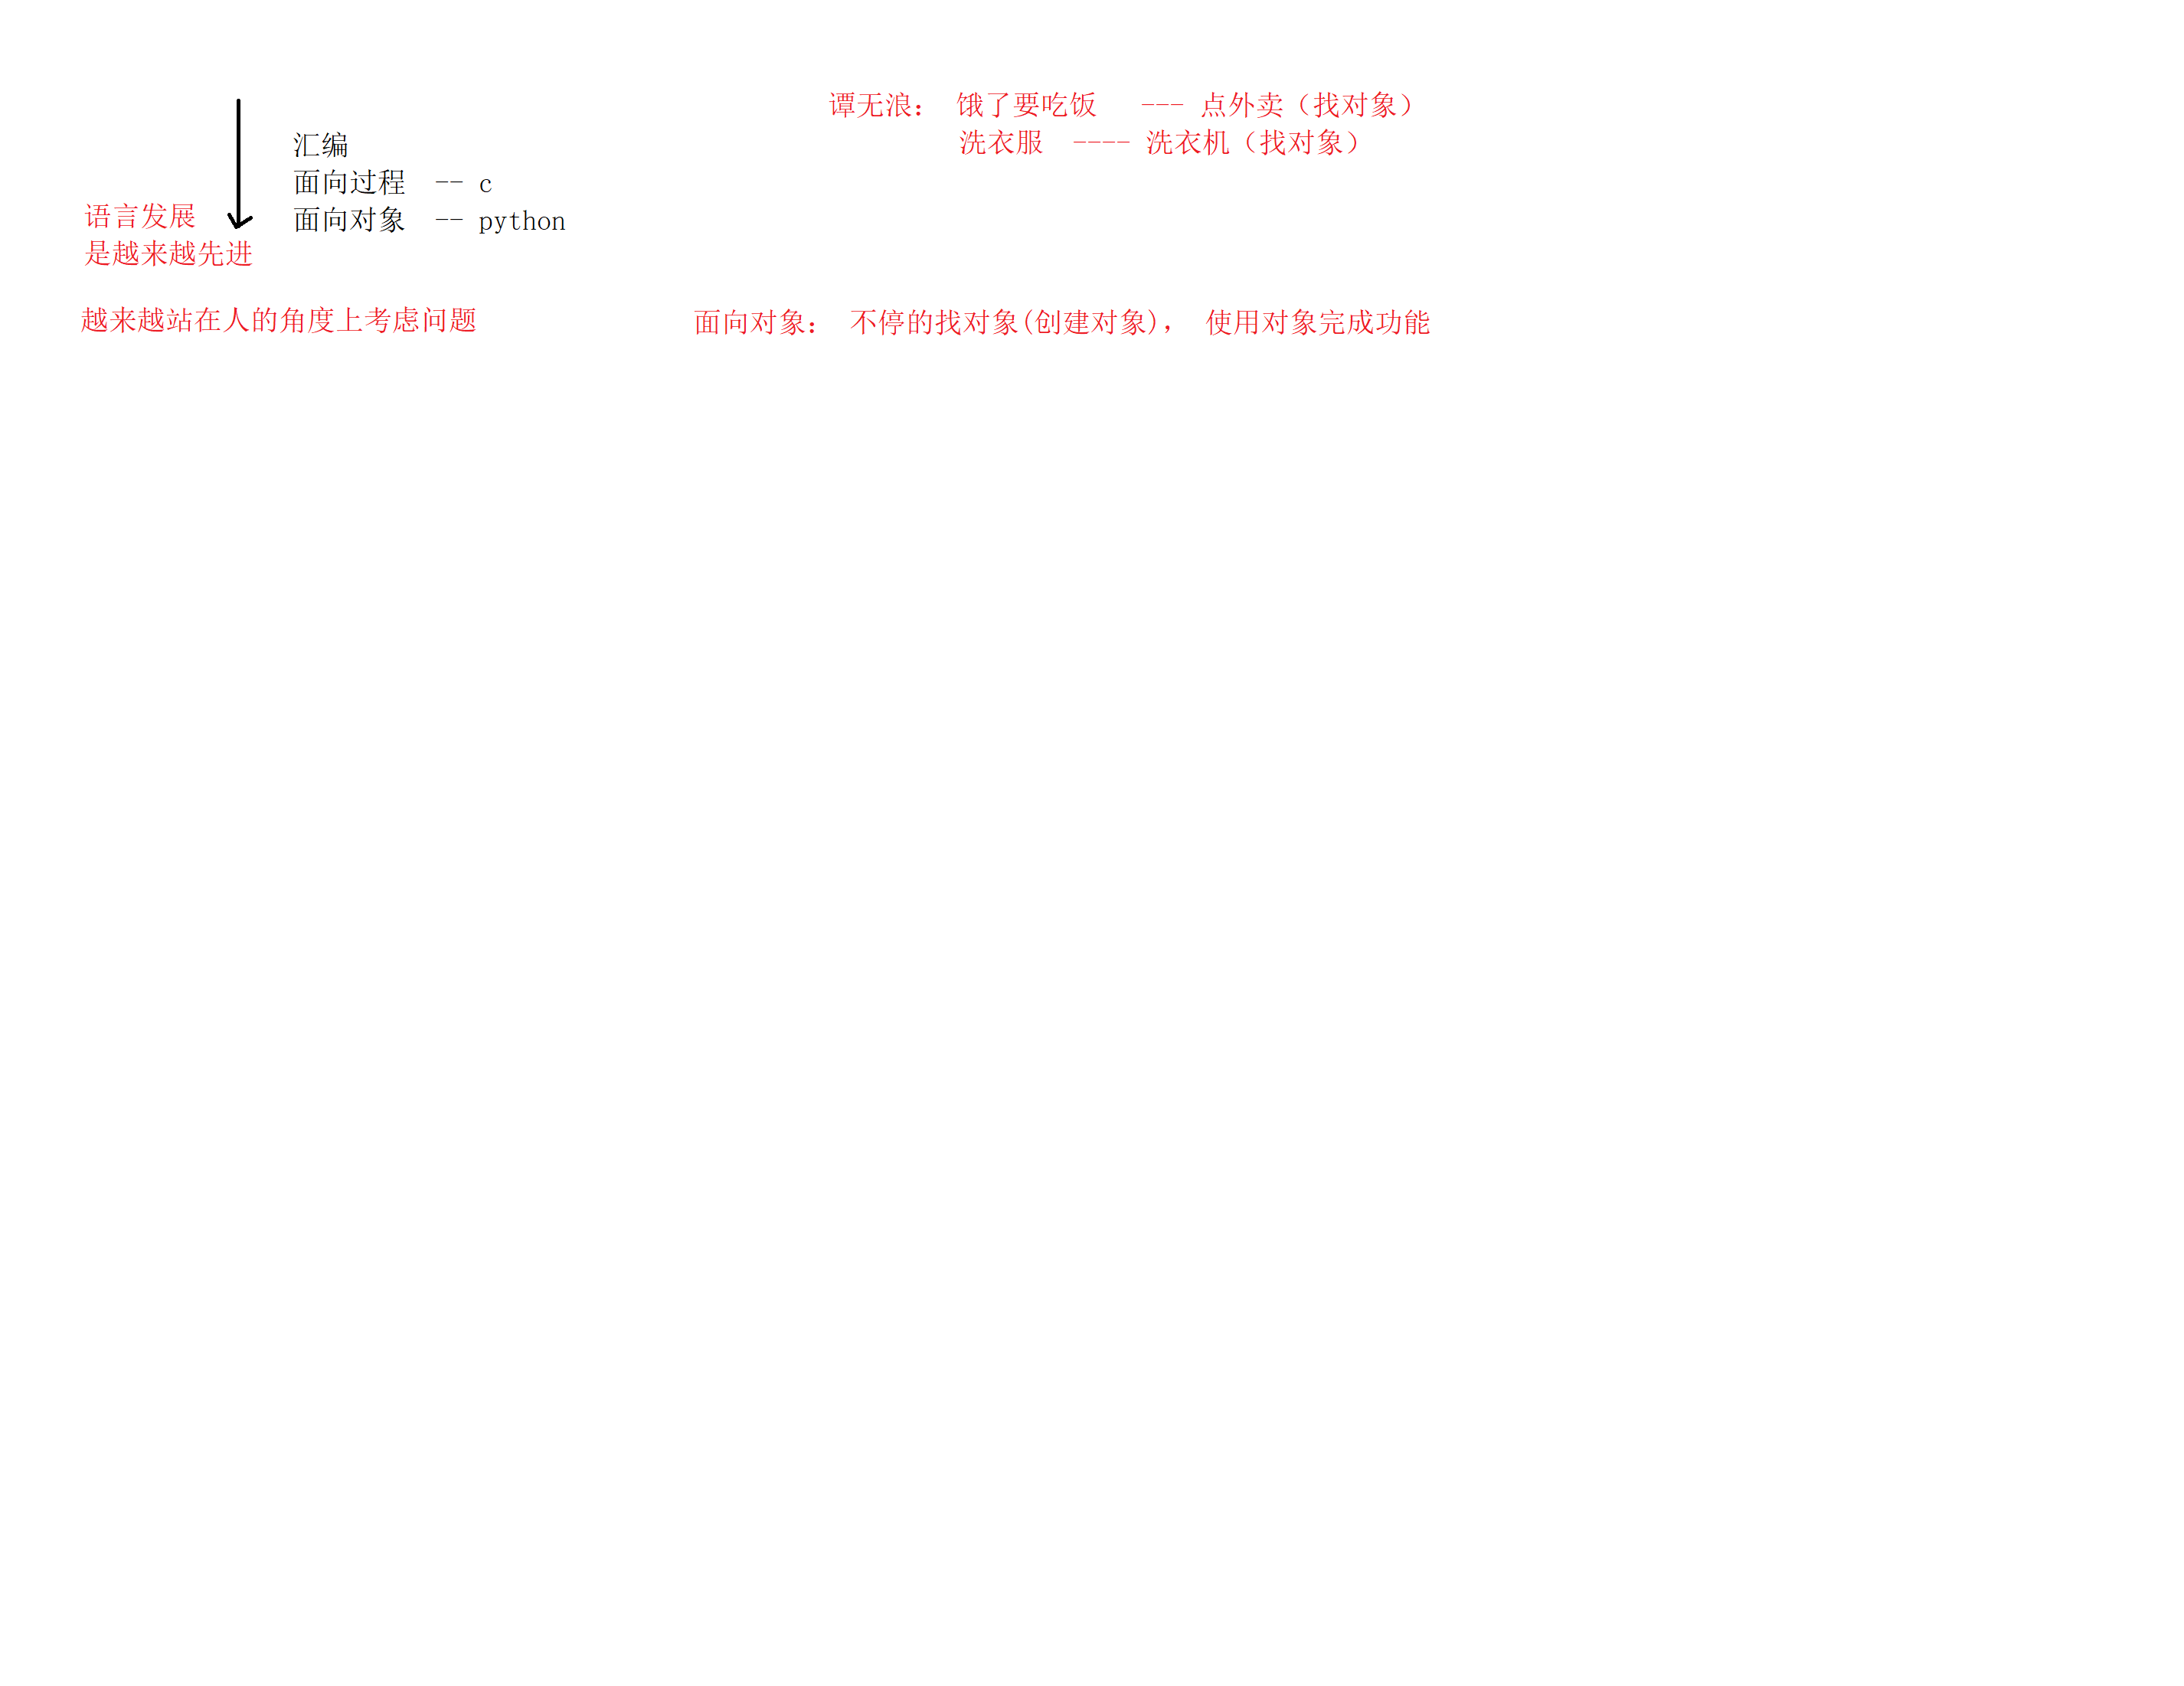 谭无浪： 饿了要吃饭 --- 点外卖（找对象）
洗衣服 ---- 洗衣机（找对象）
汇编
面向过程 -- c
面向对象 -- python
语言发展
是越来越先进
越来越站在人的角度上考虑问题
面向对象： 不停的找对象(创建对象)， 使用对象完成功能